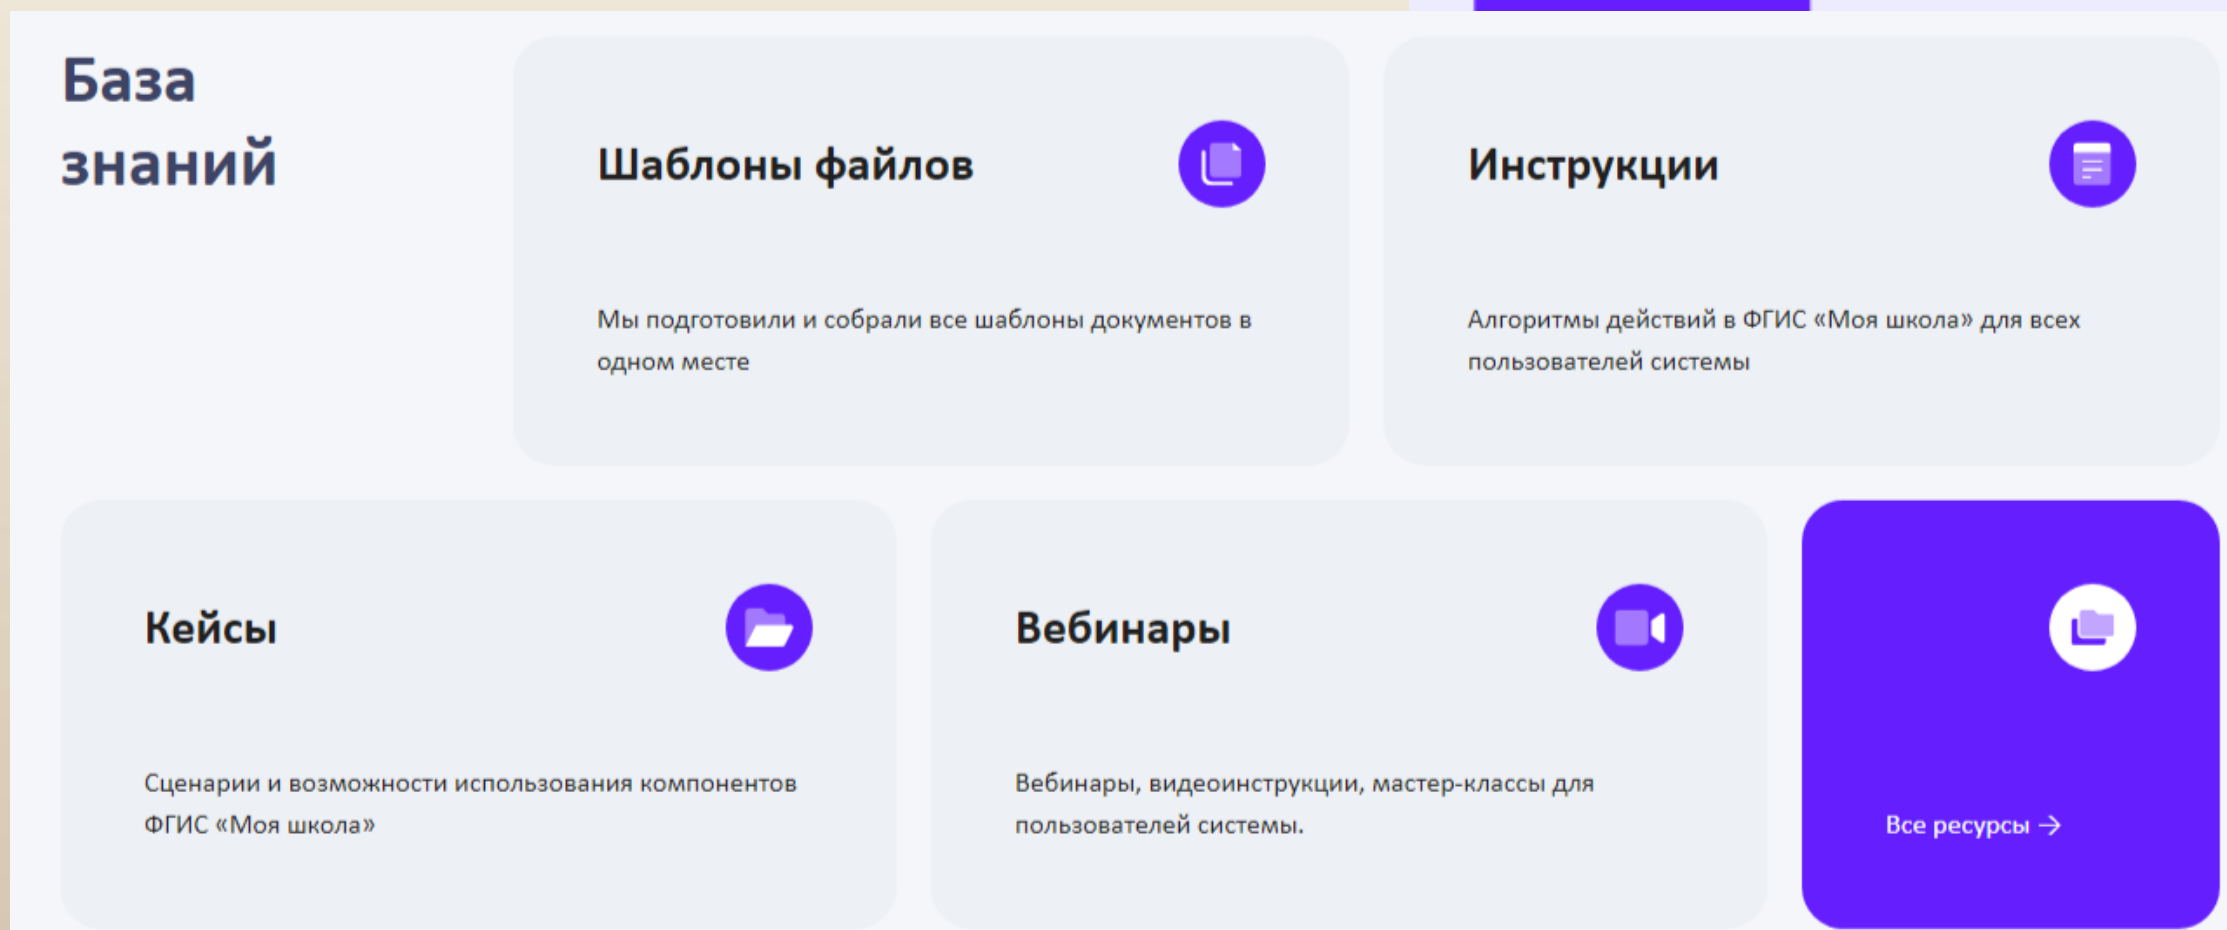 База
знаний
Шаблоны файлов
Мы подготовили и собрали все шаблоны документов в
одном месте
Инструкции
Алгоритмы действий в ФГИС «Моя школа» для всех
пользователей системы
Кейсы
Сценарии и возможности использования компонентов
ФГИС «Моя школа»
Вебинары
Вебинары, видеоинструкции, мастер-классы для
пользователей системы.
Все ресурсы →